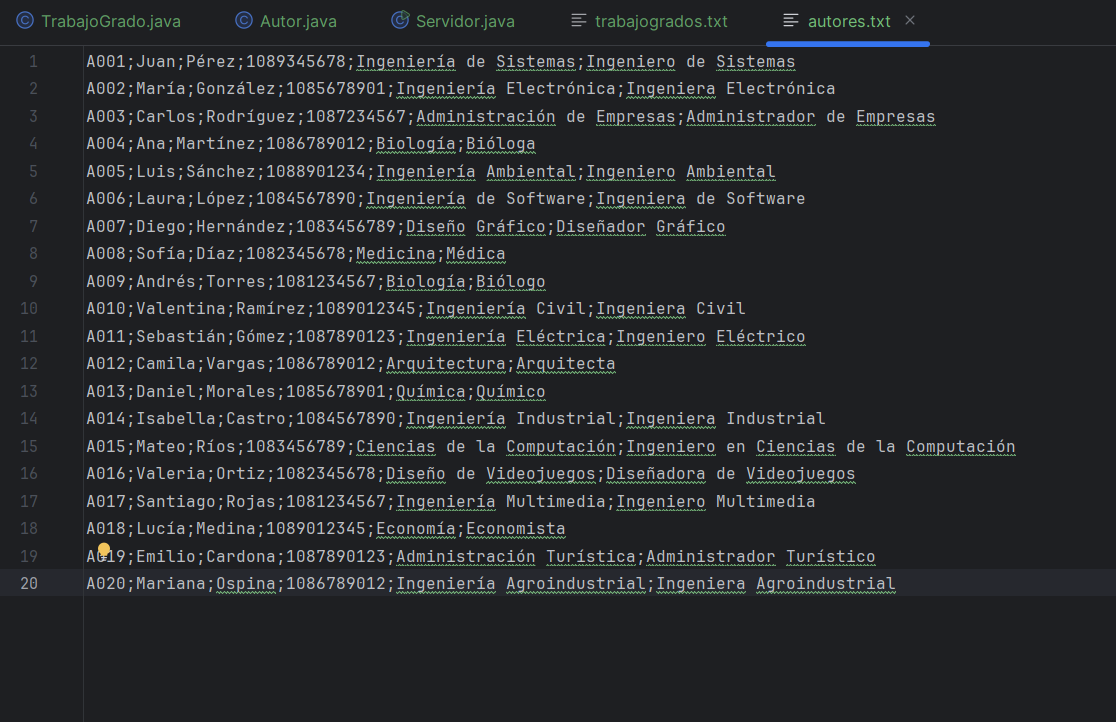 TrabajoGrado.java Autor.java Servidor.java trabajogrados.txt autores.txt
1 A001;Juan;Pérez;1089345678;Ingeniería de Sistemas;Ingeniero de Sistemas
2 A002;María;González;1085678901;Ingeniería Electrónica;Ingeniera Electrónica
3 A003;Carlos;Rodríguez;1087234567;Administración de Empresas;Administrador de Empresas
4 A004;Ana;Martínez;1086789012;Biología;Bióloga
5 A005;Luis;Sánchez;1088901234;Ingeniería Ambiental;Ingeniero Ambiental
6 A006;Laura;López;1084567890;Ingeniería de Software;Ingeniera de Software
7 A007;Diego;Hernández;1083456789;Diseño Gráfico;Diseñador Gráfico
8 A008;Sofía;Díaz;1082345678;Medicina;Médica
9 A009;Andrés;Torres;1081234567;Biología;Biólogo
10 A010;Valentina;Ramírez;1089012345;Ingeniería Civil;Ingeniera Civil
11 A011;Sebastián;Gómez;1087890123;Ingeniería Eléctrica;Ingeniero Eléctrico
12 A012;Camila;Vargas;1086789012;Arquitectura;Arquitecta
13 A013;Daniel;Morales;1085678901;Química;Químico
14 A014;Isabella;Castro;1084567890;Ingeniería Industrial;Ingeniera Industrial
15 A015;Mateo;Ríos;1083456789;Ciencias de la Computación;Ingeniero en Ciencias de la Computación
16 A016;Valeria;Ortiz;1082345678;Diseño de Videojuegos;Diseñadora de Videojuegos
17 A017;Santiago;Rojas;1081234567;Ingeniería Multimedia;Ingeniero Multimedia
18 A018;Lucía;Medina;1089012345;Economía;Economista
19 A019;Emilio;Cardona;1087890123;Administración Turística;Administrador Turístico
20 A020;Mariana;Ospina;1086789012;Ingeniería Agroindustrial;Ingeniera Agroindustrial